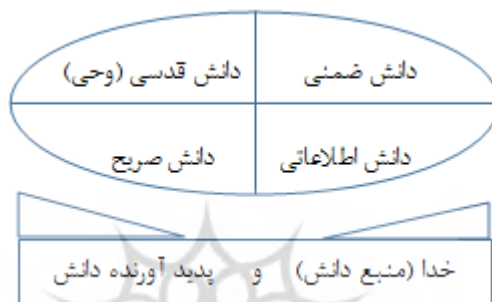 دانش ضمنی
دانش قدسی (وحی)
دانش اطلاعاتی
دانش صریح
خدا (منبع دانش) و پدید آورنده دانش